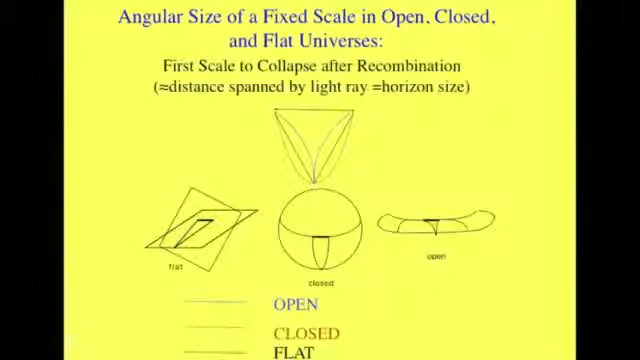 Angular Size of a Fixed Scale in Open, Closed,
and Flat Universes:
First Scale to Collapse after Recombination
(≈distance spanned by light ray =horizon size)
flat
closed
open
OPEN
CLOSED
FLAT